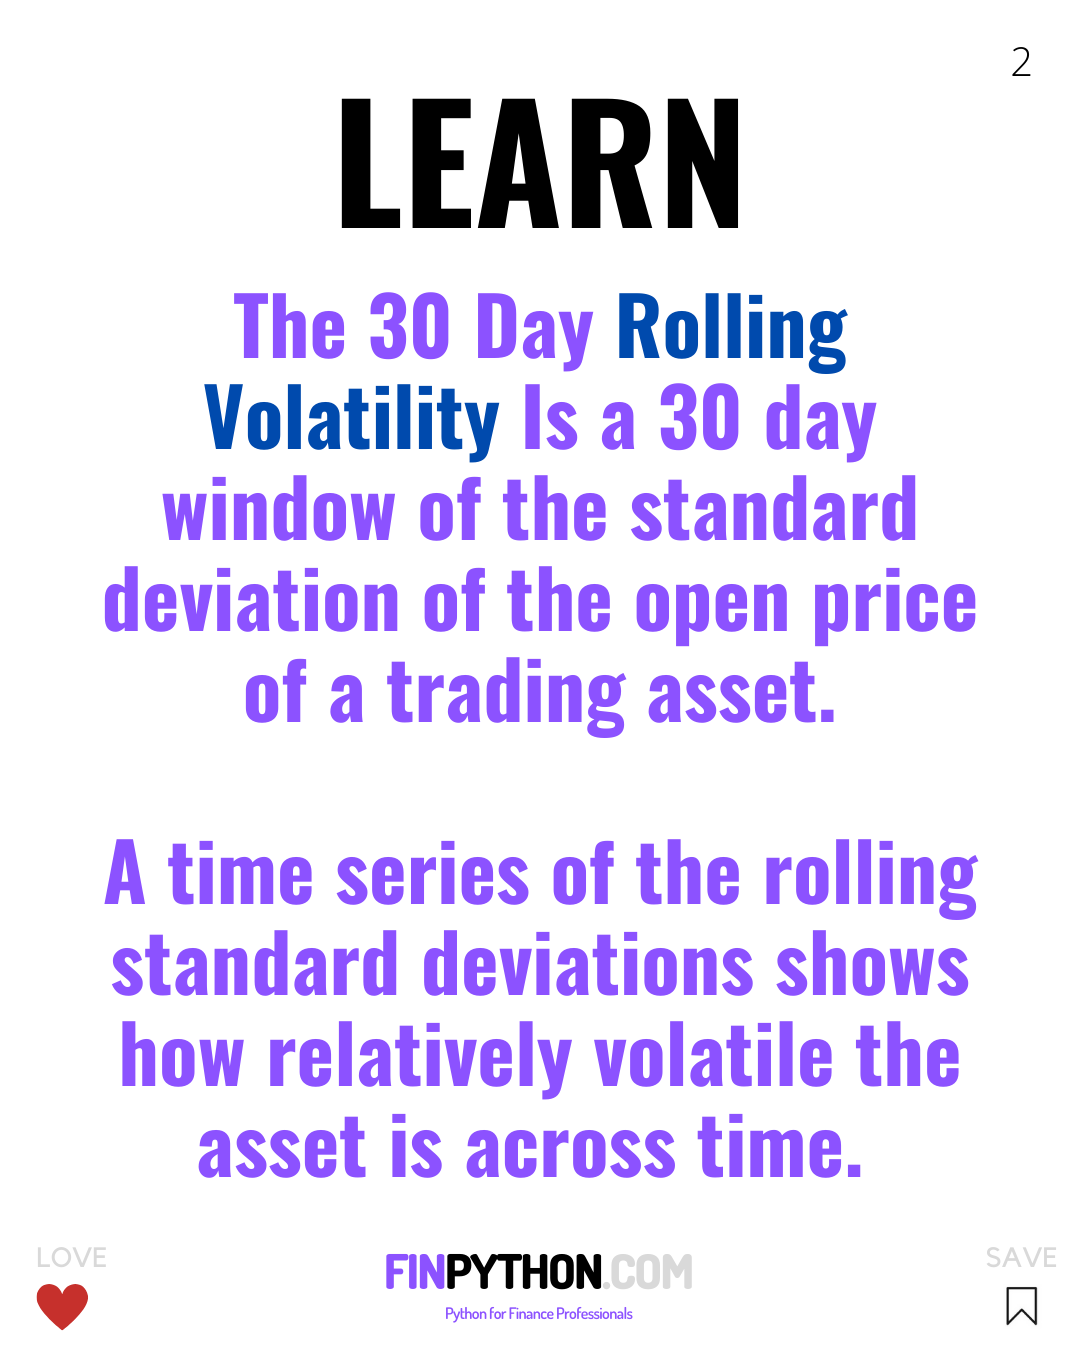 2
LEARN
The 30 Day Rolling
Volatility Is a 30 day
window of the standard
deviation of the open price
of a trading asset.
A time series of the rolling
standard deviations shows
how relatively volatile the
asset is across time.
LOVE
FINPYTHON.COM
Python for Finance Professionals
SAVE